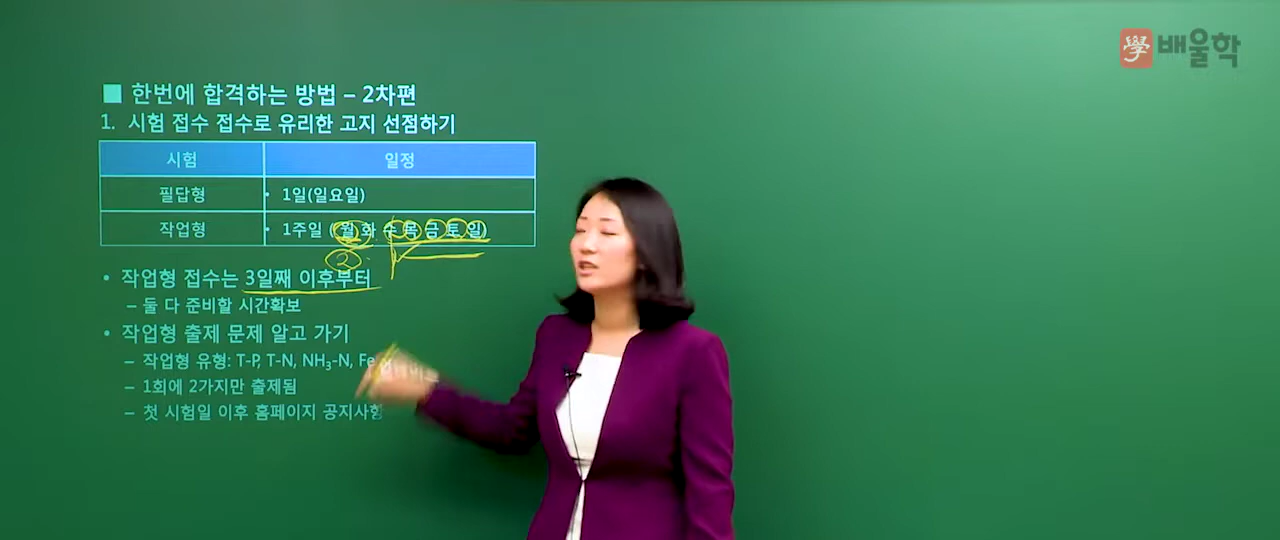 學 배울학
■ 한번에 합격하는 방법 – 2차편
1. 시험 접수 접수로 유리한 고지 선점하기
시험 일정
필답형 • 1일(일요일)
작업형 • 1주일 ( 월 화 수 목 금 토 일)
②
• 작업형 접수는 3일째 이후부터
– 둘 다 준비할 시간확보
• 작업형 출제 문제 알고 가기
– 작업형 유형: T-P, T-N, NH₃-N, Fe
– 1회에 2가지만 출제됨
– 첫 시험일 이후 홈페이지 공지사항